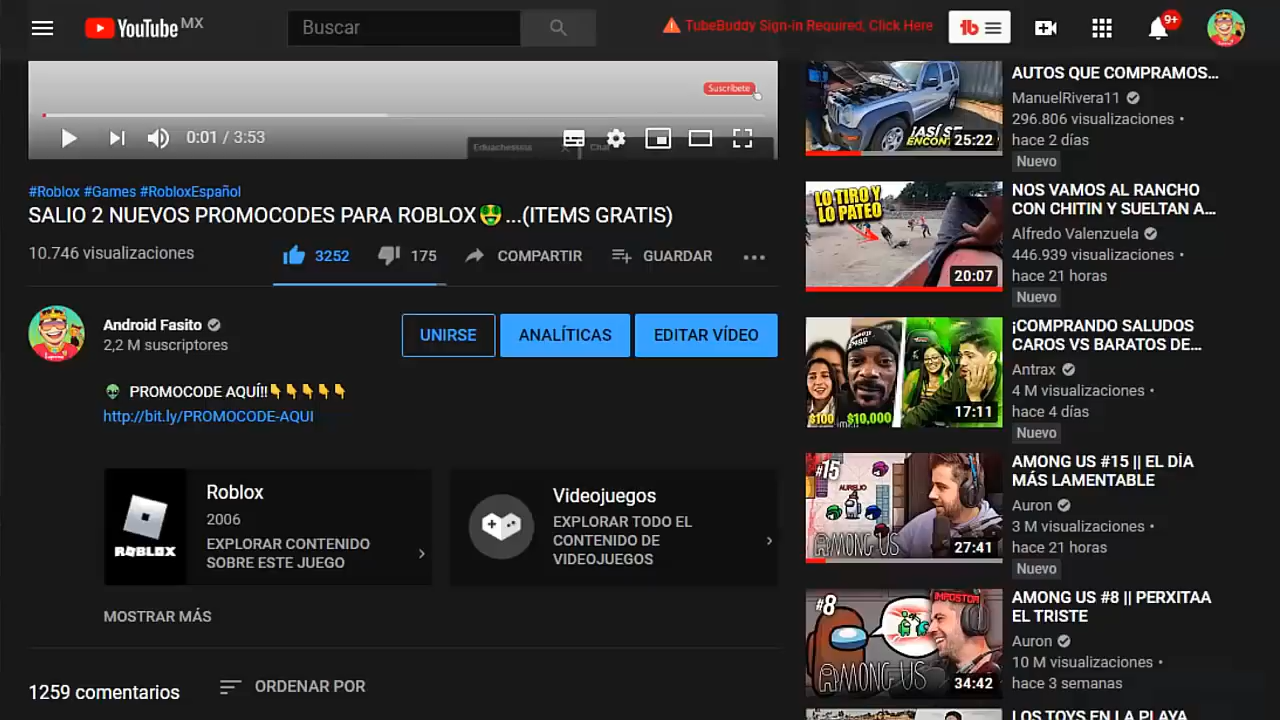 YouTube MX
Buscar
TubeBuddy Sign-in Required, Click Here
9+
Suscríbete
0:01 / 3:53
Eduachesssss
Chat
#Roblox #Games #RobloxEspañol
SALIO 2 NUEVOS PROMOCODES PARA ROBLOX🤑...(ITEMS GRATIS)
10.746 visualizaciones
3252
175
COMPARTIR
GUARDAR
Android Fasito
2,2 M suscriptores
UNIRSE
ANALÍTICAS
EDITAR VÍDEO
👽 PROMOCODE AQUÍ!!👇👇👇👇👇
http://bit.ly/PROMOCODE-AQUI
ROBLOX
Roblox
2006
EXPLORAR CONTENIDO
SOBRE ESTE JUEGO
Videojuegos
EXPLORAR TODO EL
CONTENIDO DE
VIDEOJUEGOS
MOSTRAR MÁS
1259 comentarios
ORDENAR POR
¡ASÍ SE
ENCONT
25:22
AUTOS QUE COMPRAMOS...
ManuelRivera11
296.806 visualizaciones •
hace 2 días
Nuevo
LO TIRO Y
LO PATEO
20:07
NOS VAMOS AL RANCHO
CON CHITIN Y SUELTAN A...
Alfredo Valenzuela
446.939 visualizaciones •
hace 21 horas
Nuevo
$100
$10,000
17:11
¡COMPRANDO SALUDOS
CAROS VS BARATOS DE...
Antrax
4 M visualizaciones •
hace 4 días
Nuevo
#15
AURELIO
AMONG US
27:41
AMONG US #15 || EL DÍA
MÁS LAMENTABLE
Auron
3 M visualizaciones •
hace 21 horas
Nuevo
#8
IMPOSTOR
AMONG US
34:42
AMONG US #8 || PERXITAA
EL TRISTE
Auron
10 M visualizaciones •
hace 3 semanas
LOS TOYS EN LA PLAYA